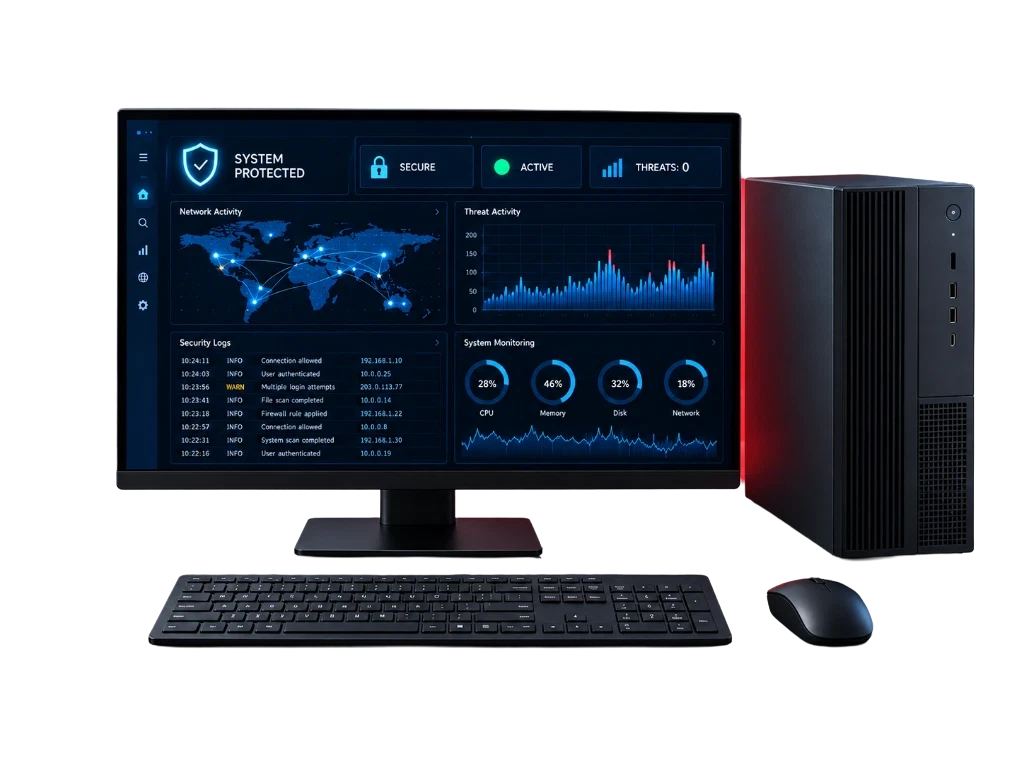 SYSTEM
PROTECTED
SECURE
ACTIVE
THREATS: 0
Network Activity
Threat Activity
200
150
100
50
0
Security Logs
10:24:11 INFO Connection allowed 192.168.1.10
10:24:03 INFO User authenticated 10.0.0.25
10:23:56 WARN Multiple login attempts 203.0.113.77
10:23:41 INFO File scan completed 10.0.0.14
10:23:18 INFO Firewall rule applied 192.168.1.22
10:22:57 INFO Connection allowed 10.0.0.8
10:22:31 INFO System scan completed 192.168.1.30
10:22:16 INFO User authenticated 10.0.0.19
System Monitoring
28%
46%
32%
18%
CPU
Memory
Disk
Network